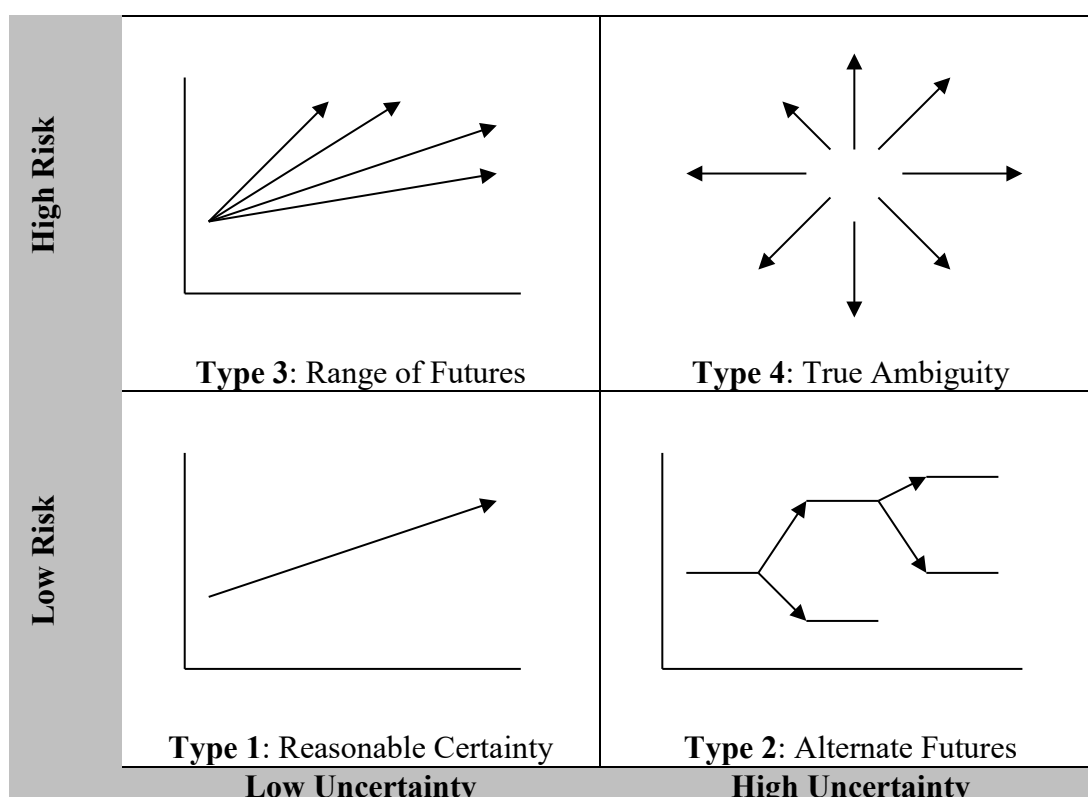 High Risk
Type 3: Range of Futures
Type 4: True Ambiguity
Low Risk
Type 1: Reasonable Certainty
Type 2: Alternate Futures
Low Uncertainty
High Uncertainty